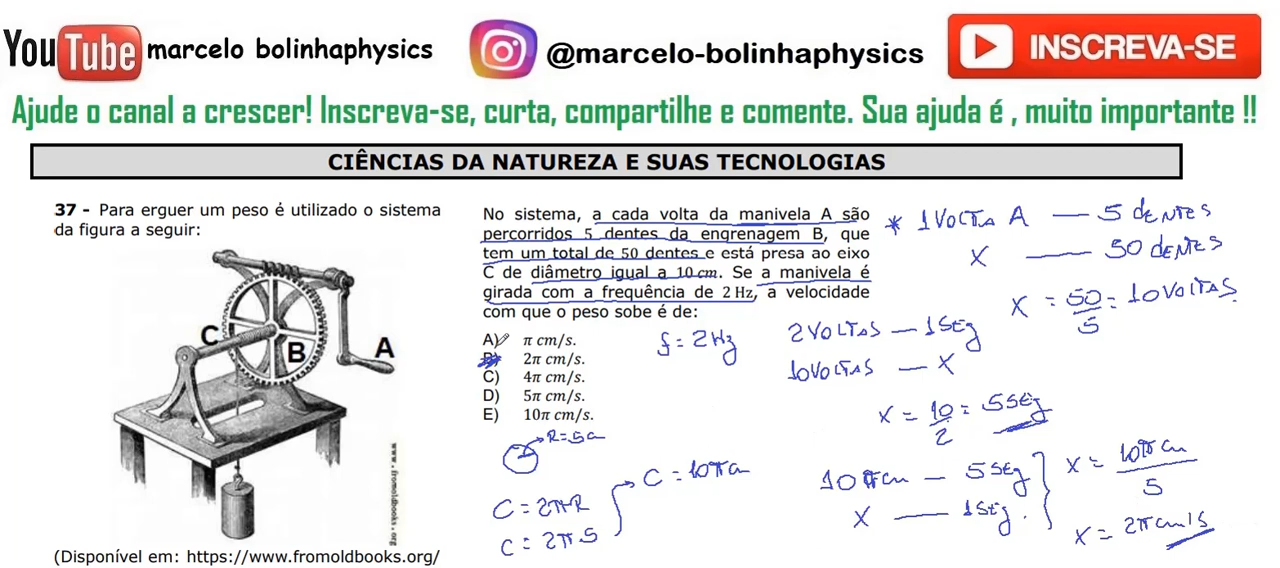 YouTube marcelo bolinhaphysics
@marcelo-bolinhaphysics
INSCREVA-SE
Ajude o canal a crescer! Inscreva-se, curta, compartilhe e comente. Sua ajuda é , muito importante !!
CIÊNCIAS DA NATUREZA E SUAS TECNOLOGIAS
37 - Para erguer um peso é utilizado o sistema
da figura a seguir:
C
B
A
www.fromoldbooks.org
(Disponível em: https://www.fromoldbooks.org/
No sistema, a cada volta da manivela A são
percorridos 5 dentes da engrenagem B, que
tem um total de 50 dentes e está presa ao eixo
C de diâmetro igual a 10 cm. Se a manivela é
girada com a frequência de 2 Hz, a velocidade
com que o peso sobe é de:
A) π cm/s.
B) 2π cm/s.
C) 4π cm/s.
D) 5π cm/s.
E) 10π cm/s.
f = 2 Hz
R = 5 cm
C = 2πR
C = 2π5
C = 10π cm
* 1 VOLTA A — 5 dENTES
X — 50 dENTES
X = 50/5 = 10 VOLTAS
2 VOLTAS — 1 SEg
10 VOLTAS — X
X = 10/2 = 5 SEg
10π cm — 5 SEg
X — 1 SEg.
X = 10π cm/5
X = 2π cm/s